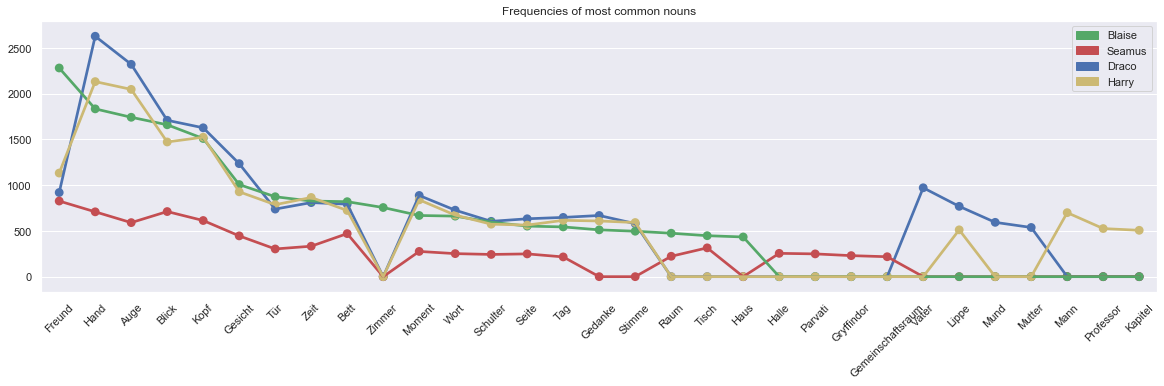 Frequencies of most common nouns
Blaise
Seamus
Draco
Harry
2500
2000
1500
1000
500
0
Freund
Hand
Auge
Blick
Kopf
Gesicht
Tür
Zeit
Bett
Zimmer
Moment
Wort
Schulter
Seite
Tag
Gedanke
Stimme
Raum
Tisch
Haus
Halle
Parvati
Gryffindor
Gemeinschaftsraum
Vater
Lippe
Mund
Mutter
Mann
Professor
Kapitel